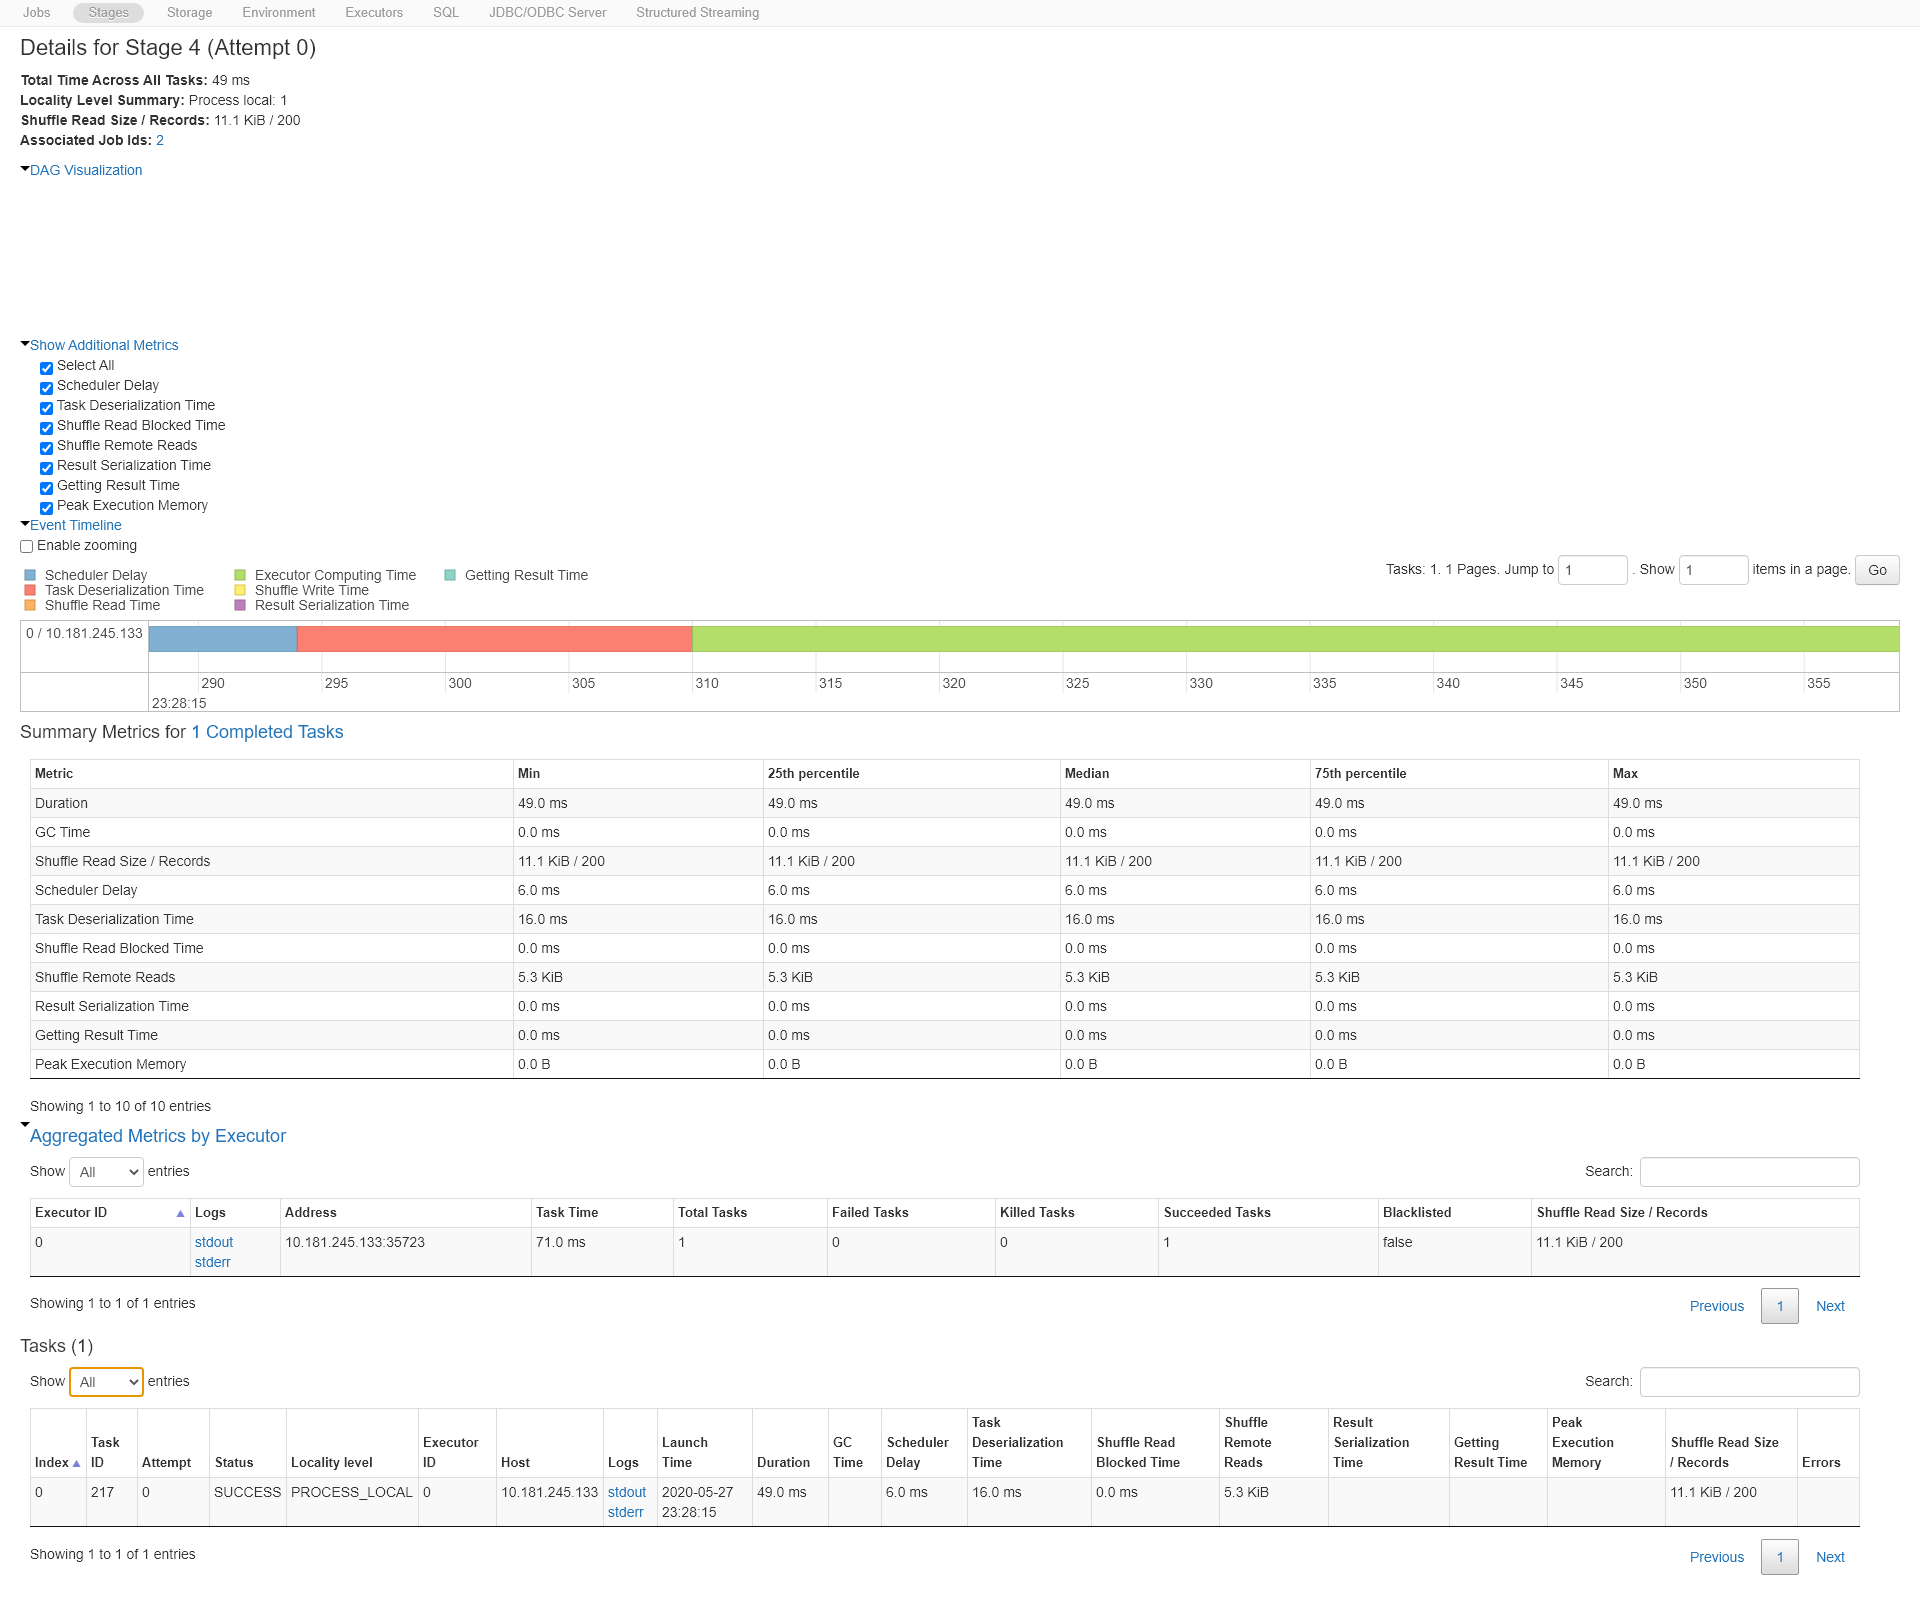 Jobs Stages Storage Environment Executors SQL JDBC/ODBC Server Structured Streaming
Details for Stage 4 (Attempt 0)
Total Time Across All Tasks: 49 ms
Locality Level Summary: Process local: 1
Shuffle Read Size / Records: 11.1 KiB / 200
Associated Job Ids: 2
DAG Visualization
Show Additional Metrics
Select All
Scheduler Delay
Task Deserialization Time
Shuffle Read Blocked Time
Shuffle Remote Reads
Result Serialization Time
Getting Result Time
Peak Execution Memory
Event Timeline
Enable zooming
Tasks: 1. 1 Pages. Jump to 1 . Show 1 items in a page. Go
Scheduler Delay Executor Computing Time Getting Result Time
Task Deserialization Time Shuffle Write Time
Shuffle Read Time Result Serialization Time
0 / 10.181.245.133
290 295 300 305 310 315 320 325 330 335 340 345 350 355
23:28:15
Summary Metrics for 1 Completed Tasks
Metric Min 25th percentile Median 75th percentile Max
Duration 49.0 ms 49.0 ms 49.0 ms 49.0 ms 49.0 ms
GC Time 0.0 ms 0.0 ms 0.0 ms 0.0 ms 0.0 ms
Shuffle Read Size / Records 11.1 KiB / 200 11.1 KiB / 200 11.1 KiB / 200 11.1 KiB / 200 11.1 KiB / 200
Scheduler Delay 6.0 ms 6.0 ms 6.0 ms 6.0 ms 6.0 ms
Task Deserialization Time 16.0 ms 16.0 ms 16.0 ms 16.0 ms 16.0 ms
Shuffle Read Blocked Time 0.0 ms 0.0 ms 0.0 ms 0.0 ms 0.0 ms
Shuffle Remote Reads 5.3 KiB 5.3 KiB 5.3 KiB 5.3 KiB 5.3 KiB
Result Serialization Time 0.0 ms 0.0 ms 0.0 ms 0.0 ms 0.0 ms
Getting Result Time 0.0 ms 0.0 ms 0.0 ms 0.0 ms 0.0 ms
Peak Execution Memory 0.0 B 0.0 B 0.0 B 0.0 B 0.0 B
Showing 1 to 10 of 10 entries
Aggregated Metrics by Executor
Show All entries Search:
Executor ID Logs Address Task Time Total Tasks Failed Tasks Killed Tasks Succeeded Tasks Blacklisted Shuffle Read Size / Records
0 stdout 10.181.245.133:35723 71.0 ms 1 0 0 1 false 11.1 KiB / 200
stderr
Showing 1 to 1 of 1 entries
Previous 1 Next
Tasks (1)
Show All entries Search:
Task Shuffle Result Peak
Task Executor Launch GC Scheduler Deserialization Shuffle Read Remote Serialization Getting Execution Shuffle Read Size
Index ID Attempt Status Locality level ID Host Logs Time Duration Time Delay Time Blocked Time Reads Time Result Time Memory / Records Errors
0 217 0 SUCCESS PROCESS_LOCAL 0 10.181.245.133 stdout 2020-05-27 49.0 ms 6.0 ms 16.0 ms 0.0 ms 5.3 KiB 11.1 KiB / 200
stderr 23:28:15
Showing 1 to 1 of 1 entries
Previous 1 Next